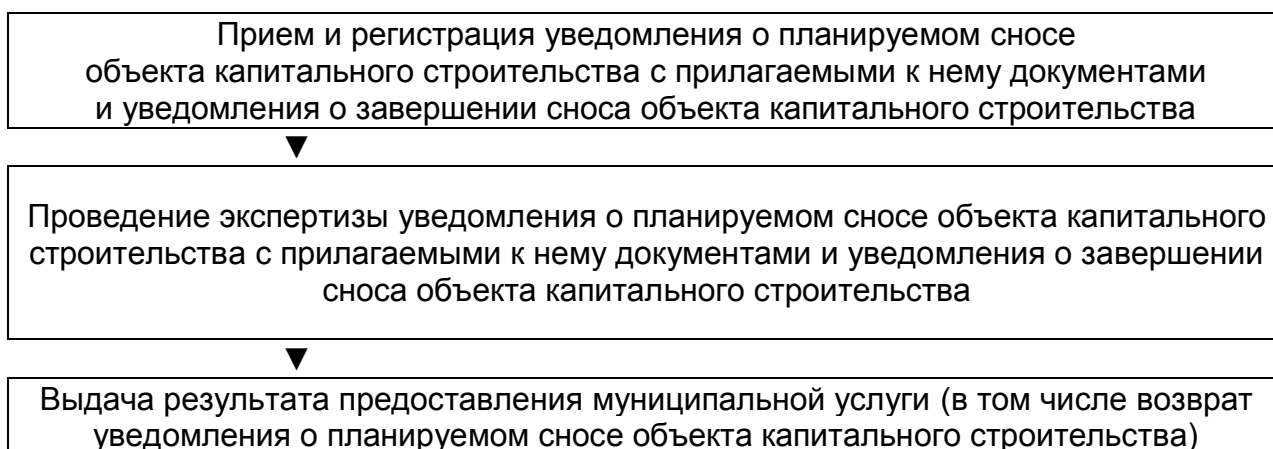 Прием и регистрация уведомления о планируемом сносе
объекта капитального строительства с прилагаемыми к нему документами
и уведомления о завершении сноса объекта капитального строительства
Проведение экспертизы уведомления о планируемом сносе объекта капитального
строительства с прилагаемыми к нему документами и уведомления о завершении
сноса объекта капитального строительства
Выдача результата предоставления муниципальной услуги (в том числе возврат
уведомления о планируемом сносе объекта капитального строительства)